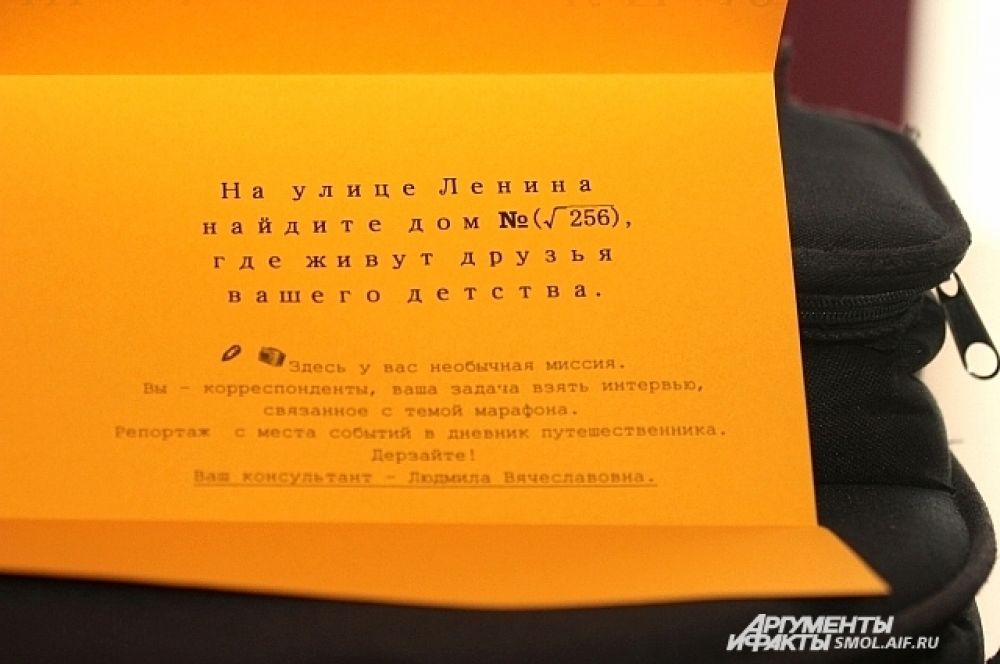 На улице Ленина
найдите дом №(√256),
где живут друзья
вашего детства.
Здесь у вас необычная миссия.
Вы - корреспонденты, ваша задача взять интервью,
связанное с темой марафона.
Репортаж с места событий в дневник путешественника.
Дерзайте!
Ваш консультант - Людмила Вячеславовна.
АРГУМЕНТЫ
И ФАКТЫ SMOL.AIF.RU